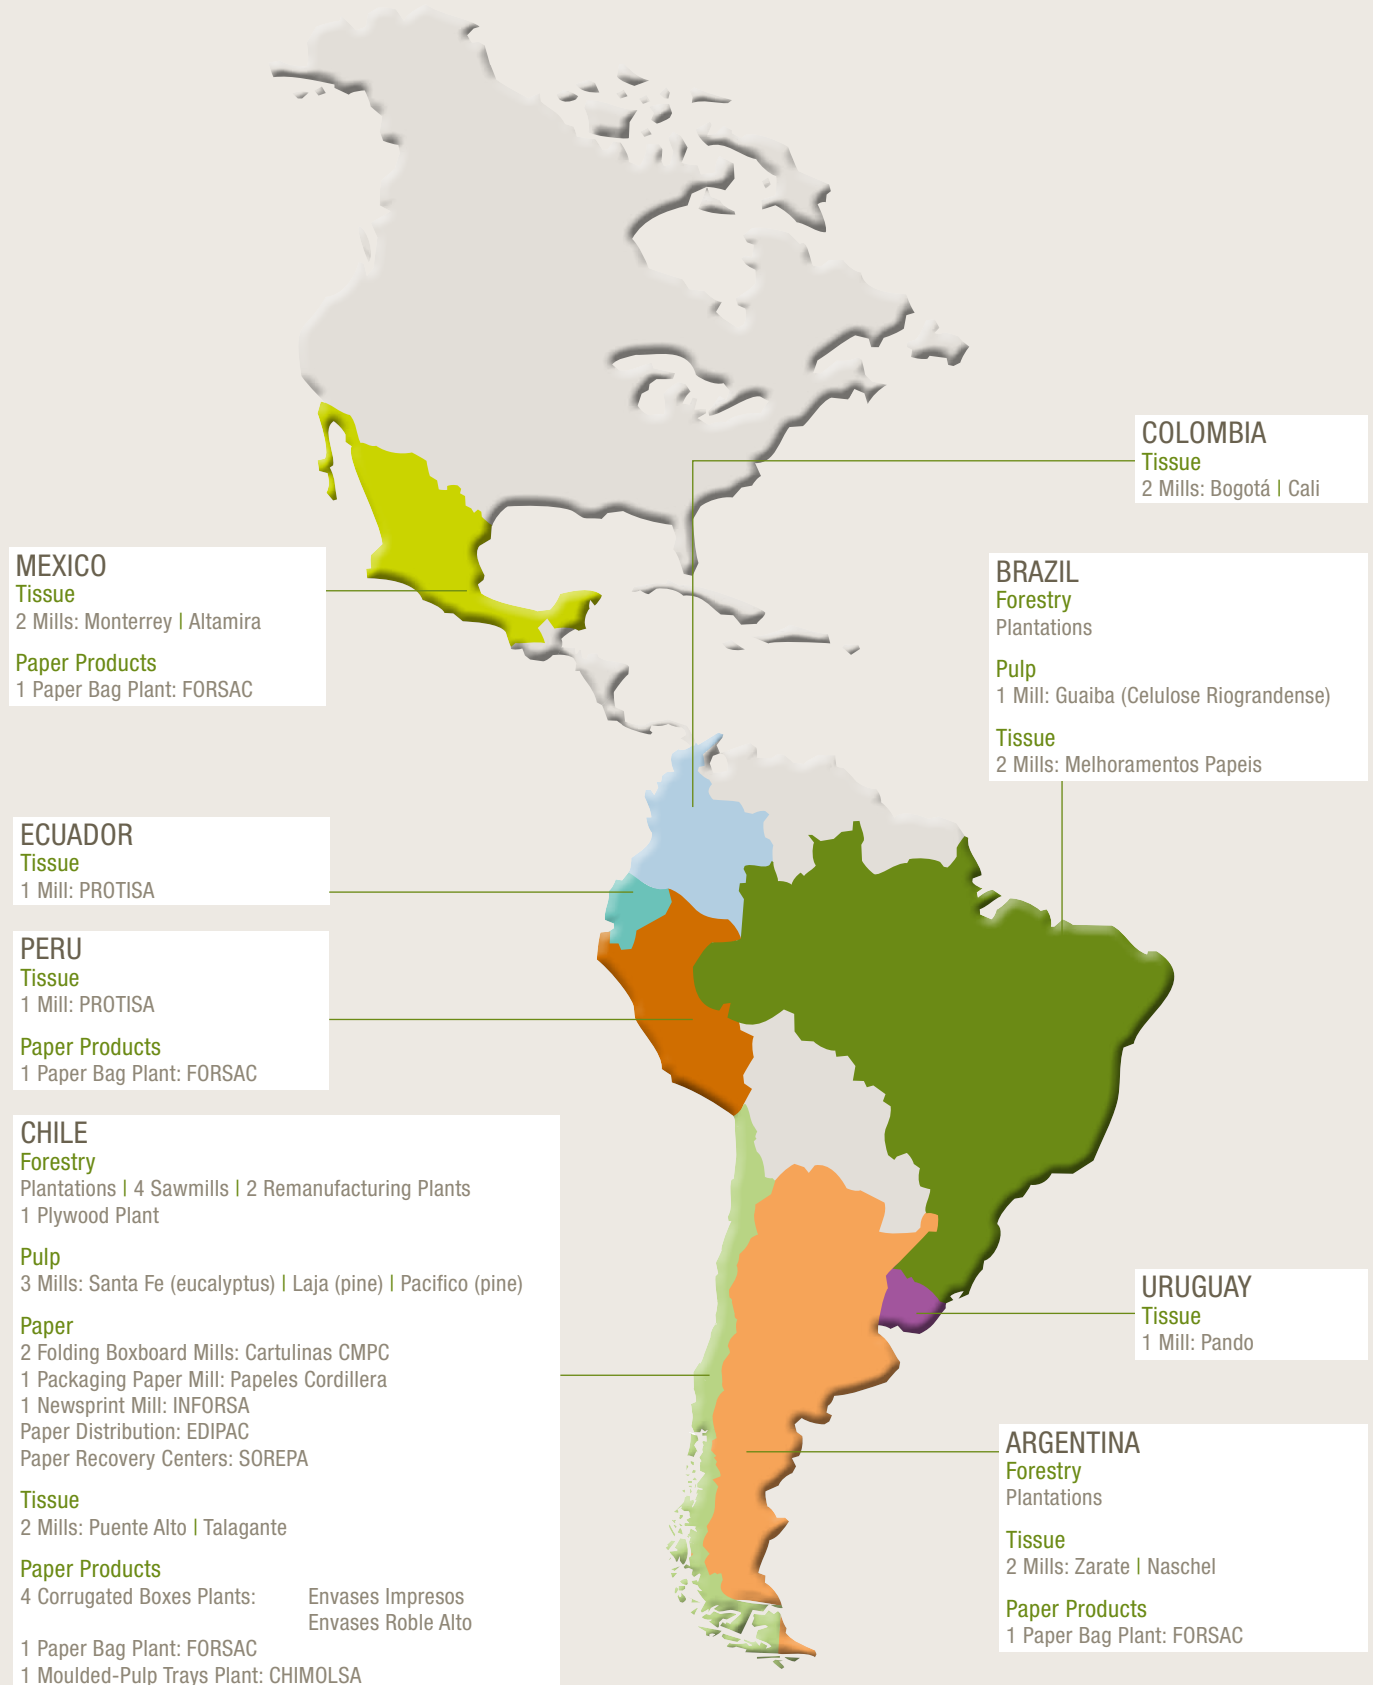 COLOMBIA
Tissue
2 Mills: Bogotá | Cali
MEXICO
Tissue
2 Mills: Monterrey | Altamira
Paper Products
1 Paper Bag Plant: FORSAC
BRAZIL
Forestry
Plantations
Pulp
1 Mill: Guaiba (Celulose Riograndense)
Tissue
2 Mills: Melhoramentos Papeis
ECUADOR
Tissue
1 Mill: PROTISA
PERU
Tissue
1 Mill: PROTISA
Paper Products
1 Paper Bag Plant: FORSAC
CHILE
Forestry
Plantations | 4 Sawmills | 2 Remanufacturing Plants
1 Plywood Plant
Pulp
3 Mills: Santa Fe (eucalyptus) | Laja (pine) | Pacifico (pine)
Paper
2 Folding Boxboard Mills: Cartulinas CMPC
1 Packaging Paper Mill: Papeles Cordillera
1 Newsprint Mill: INFORSA
Paper Distribution: EDIPAC
Paper Recovery Centers: SOREPA
Tissue
2 Mills: Puente Alto | Talagante
Paper Products
4 Corrugated Boxes Plants: Envases Impresos
Envases Roble Alto
1 Paper Bag Plant: FORSAC
1 Moulded-Pulp Trays Plant: CHIMOLSA
URUGUAY
Tissue
1 Mill: Pando
ARGENTINA
Forestry
Plantations
Tissue
2 Mills: Zarate | Naschel
Paper Products
1 Paper Bag Plant: FORSAC